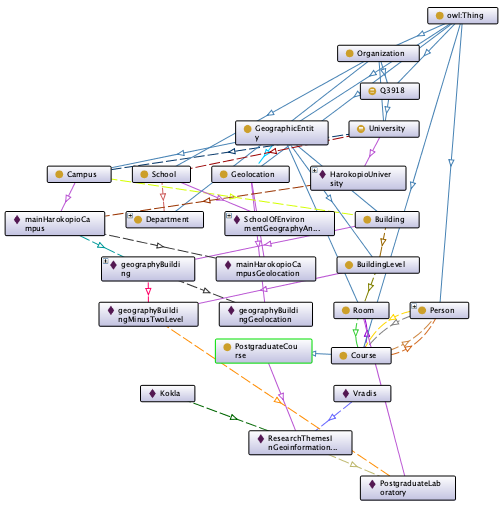 owl:Thing
Organization
Q3918
GeographicEntit
y
University
Campus
School
Geolocation
HarokopioUniver
sity
mainHarokopioCa
mpus
Department
SchoolOfEnviron
mentGeographyAn...
Building
geographyBuildi
ng
mainHarokopioCa
mpusGeolocation
BuildingLevel
geographyBuildi
ngMinusTwoLevel
geographyBuildi
ngGeolocation
Room
Person
PostgraduateCou
rse
Course
Kokla
Vradis
ResearchThemesI
nGeoinformation...
PostgraduateLab
oratory